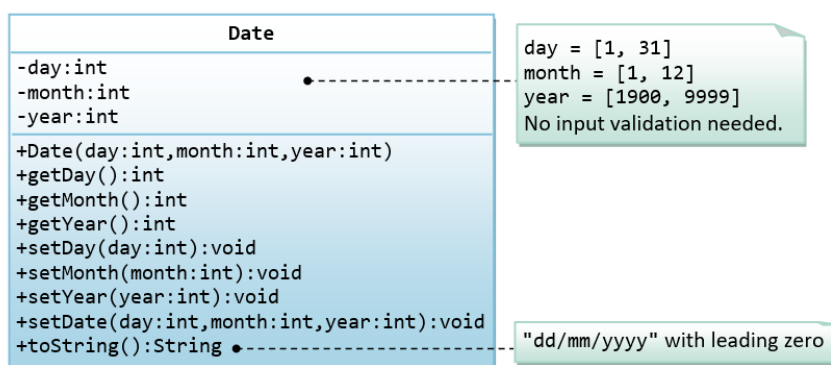 Date
-day:int
-month:int
-year:int
day = [1, 31]
month = [1, 12]
year = [1900, 9999]
No input validation needed.
+Date(day:int,month:int,year:int)
+getDay():int
+getMonth():int
+getYear():int
+setDay(day:int):void
+setMonth(month:int):void
+setYear(year:int):void
+setDate(day:int,month:int,year:int):void
+toString():String
"dd/mm/yyyy" with leading zero